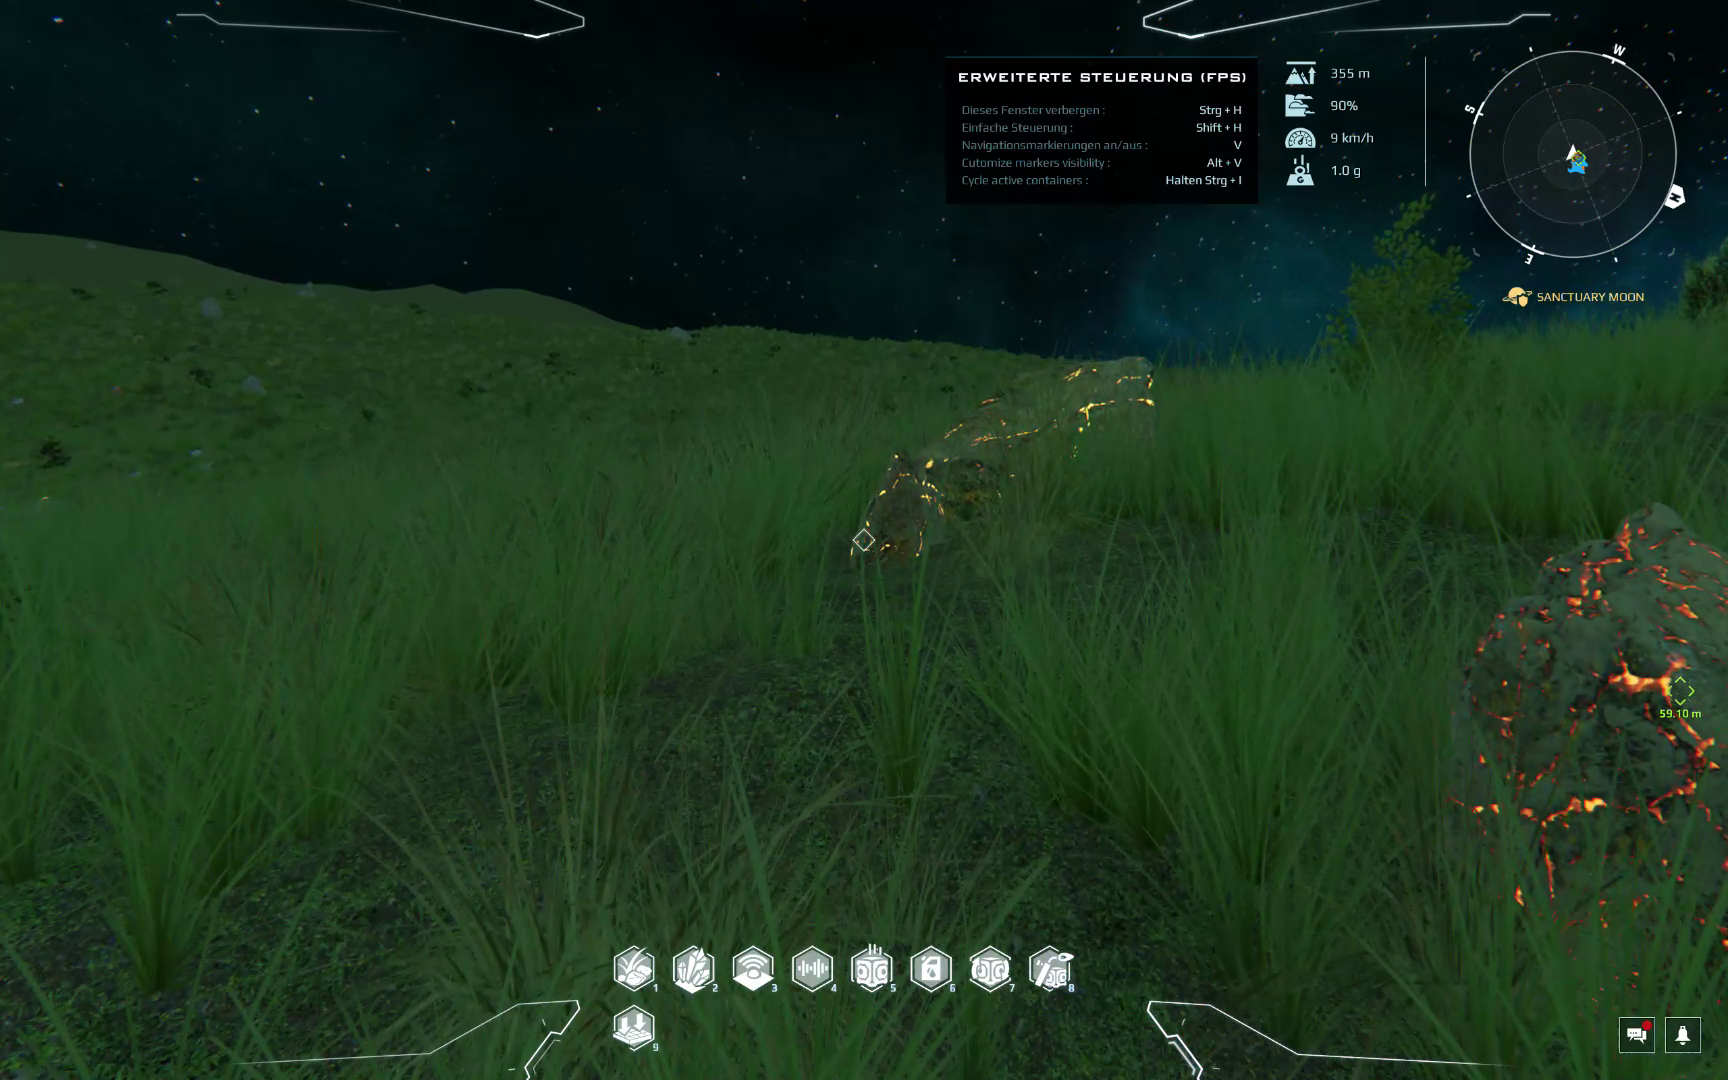 ERWEITERTE STEUERUNG (FPS)
Dieses Fenster verbergen : Strg + H
Einfache Steuerung : Shift + H
Navigationsmarkierungen an/aus : V
Cutomize markers visibility : Alt + V
Cycle active containers : Halten Strg + I
355 m
90%
9 km/h
1.0 g
G
W
S
N
E
SANCTUARY MOON
59.10 m
1
2
3
4
5
6
7
8
9